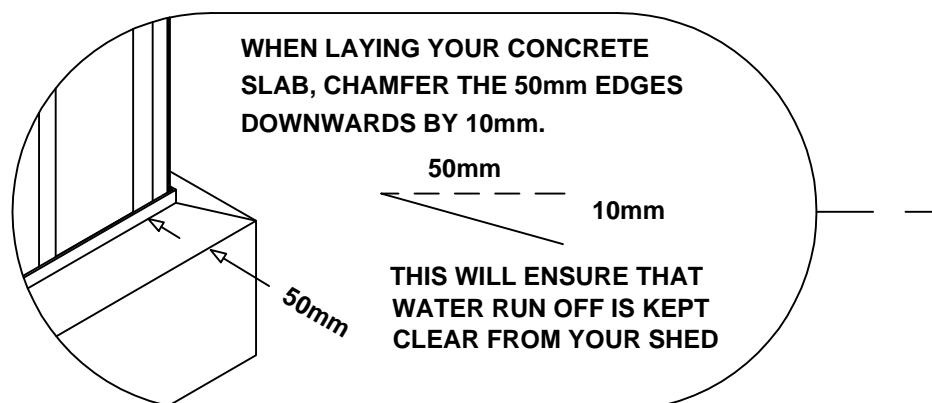 WHEN LAYING YOUR CONCRETE
SLAB, CHAMFER THE 50mm EDGES
DOWNWARDS BY 10mm.
50mm
10mm
THIS WILL ENSURE THAT
WATER RUN OFF IS KEPT
CLEAR FROM YOUR SHED
50mm